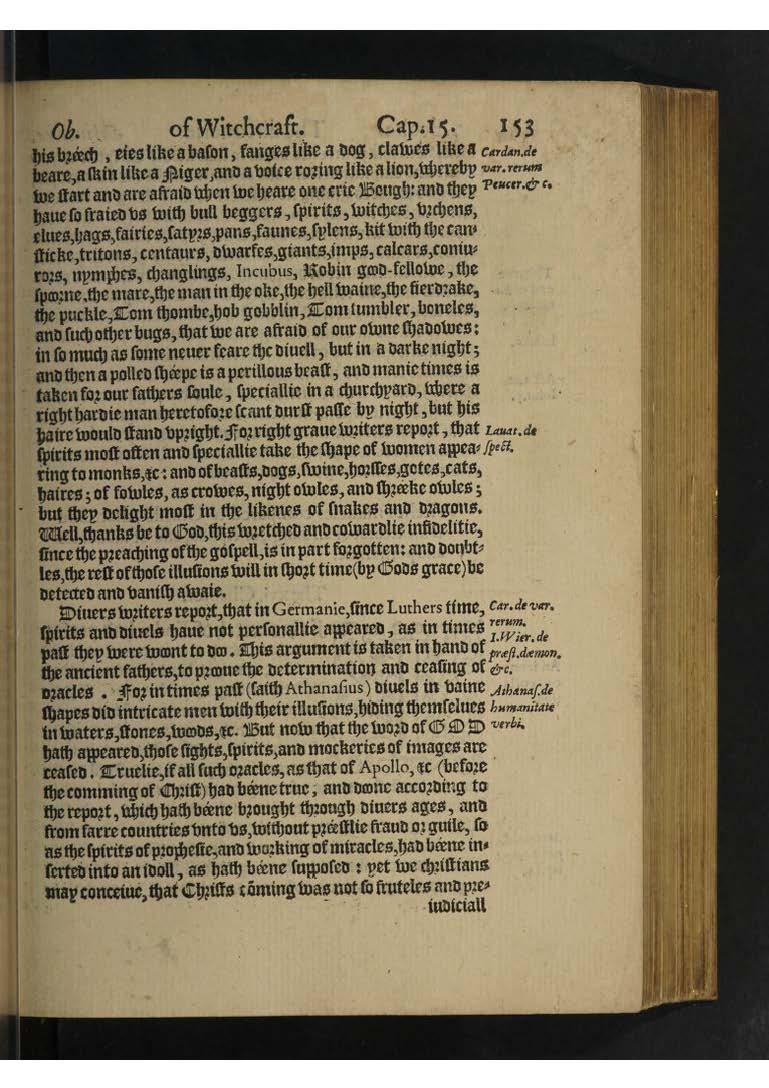 Ob. of Witchcraft. Cap. 15. 153
his breech, eies like a bason, fanges like a dog, clawes like a
beare, a skin like a Niger, and a voice roring like a lion, whereby
we start and are afraid when we heare one crie Bough: and they
haue so fraied vs with bull beggers, spirits, witches, vrchens,
elues, hags, fairies, satyrs, pans, faunes, sylens, kit with the can-
sticke, tritons, centaurs, dwarfes, giants, imps, calcars, coniu-
rors, nymphes, changlings, Incubus, Robin good-fellowe, the
spoorne, the mare, the man in the oke, the hell waine, the fierdrake,
the puckle, Tom thombe, hob gobblin, Tom tumbler, boneles,
and such other bugs, that we are afraid of our owne shadowes:
in so much as some neuer feare the diuell, but in a darke night;
and then a polled sheepe is a perillous beast, and manie times is
taken for our fathers soule, speciallie in a churchyard, where a
right hardie man heretofore scant durst passe by night, but his
haire would stand vpright. For right graue writers report, that
spirits most often and speciallie take the shape of women appea-
ring to monks, &c: and of beasts, dogs, swine, horsses, gotes, cats,
haires; of fowles, as crowes, night owles, and shreeke owles;
but they delight most in the likenes of snakes and dragons.
Well, thanks be to God, this wretched and cowardlie infidelitie,
since the preaching of the gospell, is in part forgotten: and doubt-
les, the rest of those illusions will in short time (by Gods grace) be
detected and vanish awaie.
Diuers writers report, that in Germanie, since Luthers time,
spirits and diuels haue not personallie appeared, as in times
past they were woont to doo. This argument is taken in hand of
the ancient fathers, to prooue the determination and ceasing of
oracles. For in times past (saith Athanasius) diuels in vaine
shapes did intricate men with their illusions, hiding themselues
in waters, stones, woods, &c. But now that the word of GOD
hath appeared, those sights, spirits, and mockeries of images are
ceased. Truelie, if all such oracles, as that of Apollo, &c (before
the comming of Christ) had beene true, and donc according to
the report, which hath beene brought through diuers ages, and
from farre countries vnto vs, without preestlie fraud or guile, so
as the spirits of prophesie, and working of miracles, had beene in-
serted into an idoll, as hath beene supposed: yet we christians
may conceiue, that Christs cōming was not so fruteles and pre-
iudiciall
Cardan. de
var. rerum
Peucer. &c.
Lauat. de
spect.
Car. de var.
rerum.
I. Wier. de
præst. dæmon.
&c.
Athanas. de
humanitate
verbi.